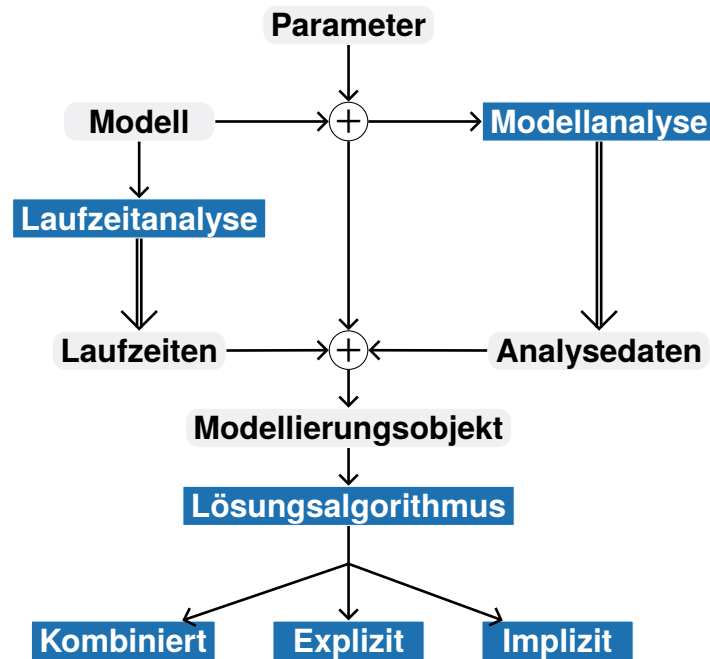 Parameter
Modell
Modellanalyse
Laufzeitanalyse
Laufzeiten
Analysedaten
Modellierungsobjekt
Lösungsalgorithmus
Kombiniert
Explizit
Implizit